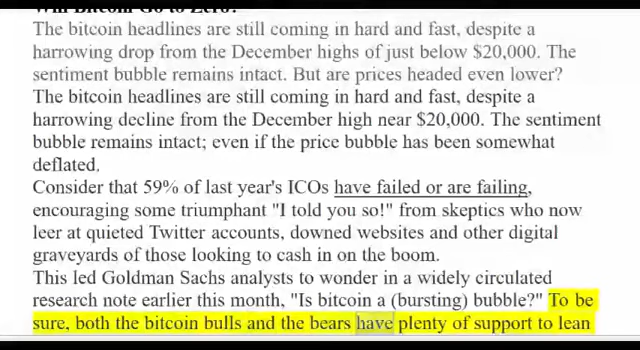 Will Bitcoin Go to Zero?
The bitcoin headlines are still coming in hard and fast, despite a
harrowing drop from the December highs of just below $20,000. The
sentiment bubble remains intact. But are prices headed even lower?
The bitcoin headlines are still coming in hard and fast, despite a
harrowing decline from the December high near $20,000. The sentiment
bubble remains intact; even if the price bubble has been somewhat
deflated.
Consider that 59% of last year's ICOs have failed or are failing,
encouraging some triumphant "I told you so!" from skeptics who now
leer at quieted Twitter accounts, downed websites and other digital
graveyards of those looking to cash in on the boom.
This led Goldman Sachs analysts to wonder in a widely circulated
research note earlier this month, "Is bitcoin a (bursting) bubble?" To be
sure, both the bitcoin bulls and the bears have plenty of support to lean